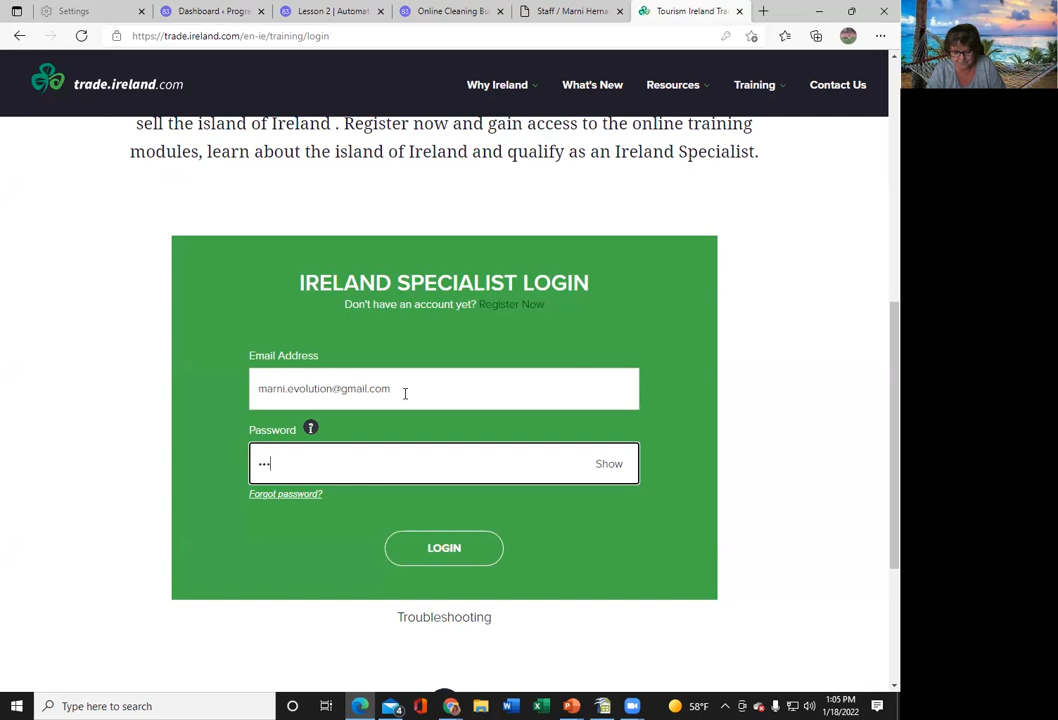 Settings
Dashboard ‹ Progre
Lesson 2 | Automat
Online Cleaning Bu
Staff / Marni Herna
Tourism Ireland Tra
https://trade.ireland.com/en-ie/training/login
trade.ireland.com
Why Ireland
What's New
Resources
Training
Contact Us
sell the island of Ireland . Register now and gain access to the online training
modules, learn about the island of Ireland and qualify as an Ireland Specialist.
IRELAND SPECIALIST LOGIN
Don't have an account yet? Register Now
Email Address
marni.evolution@gmail.com
Password ?
•••
Show
Forgot password?
LOGIN
Troubleshooting
Type here to search
4
58°F
1:05 PM
1/18/2022